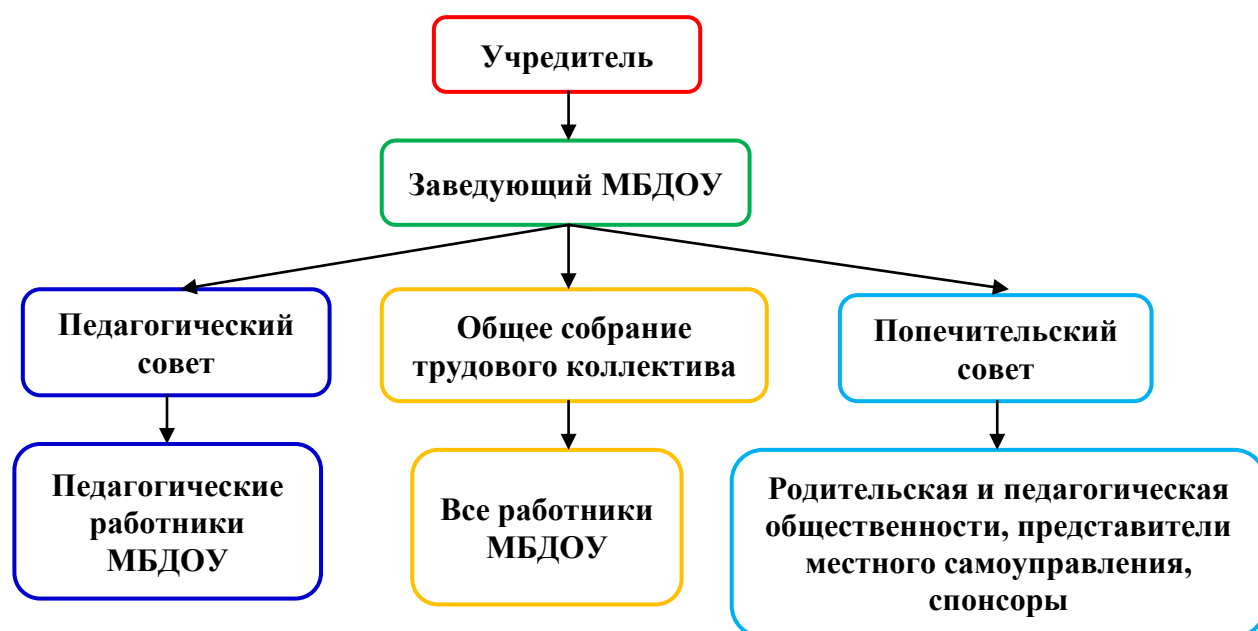 Учредитель
Заведующий МБДОУ
Педагогический
совет
Общее собрание
трудового коллектива
Попечительский
совет
Педагогические
работники
МБДОУ
Все работники
МБДОУ
Родительская и педагогическая
общественности, представители
местного самоуправления,
спонсоры